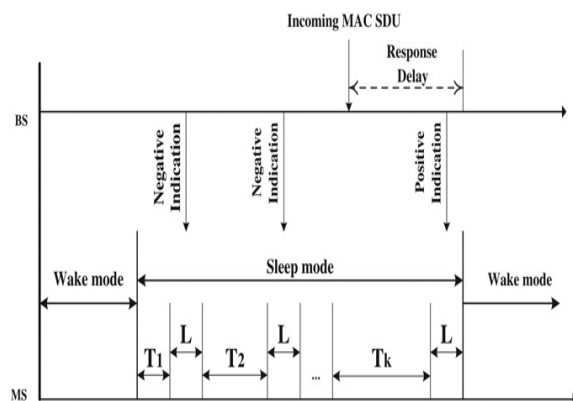 Incoming MAC SDU
Response
Delay
BS
Negative
Indication
Negative
Indication
Positive
Indication
Wake mode
Sleep mode
Wake mode
T1
L
T2
L
...
Tk
L
MS